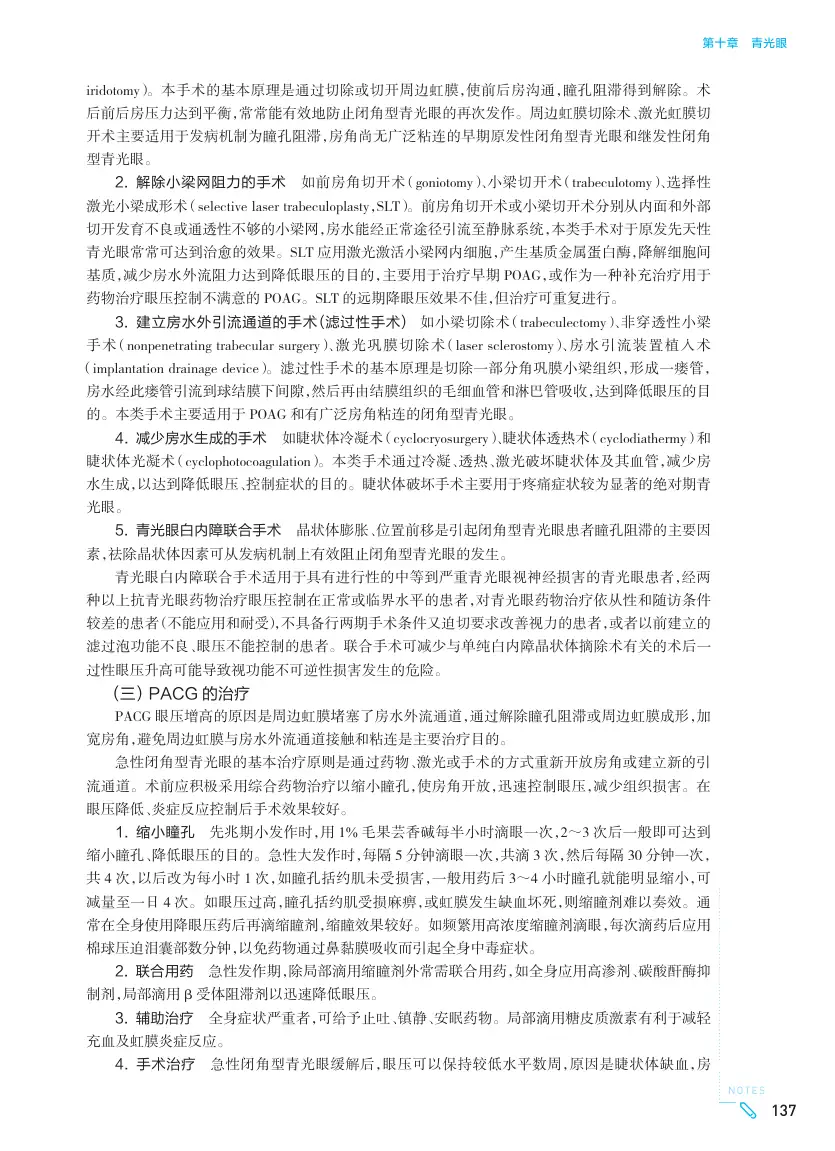 第十章 青光眼
iridotomy)。本手术的基本原理是通过切除或切开周边虹膜,使前后房沟通,瞳孔阻滞得到解除。术
后前后房压力达到平衡,常常能有效地防止闭角型青光眼的再次发作。周边虹膜切除术、激光虹膜切
开术主要适用于发病机制为瞳孔阻滞,房角尚无广泛粘连的早期原发性闭角型青光眼和继发性闭角
型青光眼。
2. 解除小梁网阻力的手术 如前房角切开术(goniotomy)、小梁切开术(trabeculotomy)、选择性
激光小梁成形术(selective laser trabeculoplasty,SLT)。前房角切开术或小梁切开术分别从内面和外部
切开发育不良或通透性不够的小梁网,房水能经正常途径引流至静脉系统,本类手术对于原发先天性
青光眼常常可达到治愈的效果。SLT 应用激光激活小梁网内细胞,产生基质金属蛋白酶,降解细胞间
基质,减少房水外流阻力达到降低眼压的目的,主要用于治疗早期 POAG,或作为一种补充治疗用于
药物治疗眼压控制不满意的 POAG。SLT 的远期降眼压效果不佳,但治疗可重复进行。
3. 建立房水外引流通道的手术(滤过性手术) 如小梁切除术(trabeculectomy)、非穿透性小梁
手术(nonpenetrating trabecular surgery)、激光巩膜切除术(laser sclerostomy)、房水引流装置植入术
(implantation drainage device)。滤过性手术的基本原理是切除一部分角巩膜小梁组织,形成一瘘管,
房水经此瘘管引流到球结膜下间隙,然后再由结膜组织的毛细血管和淋巴管吸收,达到降低眼压的目
的。本类手术主要适用于 POAG 和有广泛房角粘连的闭角型青光眼。
4. 减少房水生成的手术 如睫状体冷凝术(cyclocryosurgery)、睫状体透热术(cyclodiathermy)和
睫状体光凝术(cyclophotocoagulation)。本类手术通过冷凝、透热、激光破坏睫状体及其血管,减少房
水生成,以达到降低眼压、控制症状的目的。睫状体破坏手术主要用于疼痛症状较为显著的绝对期青
光眼。
5. 青光眼白内障联合手术 晶状体膨胀、位置前移是引起闭角型青光眼患者瞳孔阻滞的主要因
素,祛除晶状体因素可从发病机制上有效阻止闭角型青光眼的发生。
青光眼白内障联合手术适用于具有进行性的中等到严重青光眼视神经损害的青光眼患者,经两
种以上抗青光眼药物治疗眼压控制在正常或临界水平的患者,对青光眼药物治疗依从性和随访条件
较差的患者(不能应用和耐受),不具备行两期手术条件又迫切要求改善视力的患者,或者以前建立的
滤过泡功能不良、眼压不能控制的患者。联合手术可减少与单纯白内障晶状体摘除术有关的术后一
过性眼压升高可能导致视功能不可逆性损害发生的危险。
(三)PACG 的治疗
PACG 眼压增高的原因是周边虹膜堵塞了房水外流通道,通过解除瞳孔阻滞或周边虹膜成形,加
宽房角,避免周边虹膜与房水外流通道接触和粘连是主要治疗目的。
急性闭角型青光眼的基本治疗原则是通过药物、激光或手术的方式重新开放房角或建立新的引
流通道。术前应积极采用综合药物治疗以缩小瞳孔,使房角开放,迅速控制眼压,减少组织损害。在
眼压降低、炎症反应控制后手术效果较好。
1. 缩小瞳孔 先兆期小发作时,用 1% 毛果芸香碱每半小时滴眼一次,2~3 次后一般即可达到
缩小瞳孔、降低眼压的目的。急性大发作时,每隔 5 分钟滴眼一次,共滴 3 次,然后每隔 30 分钟一次,
共 4 次,以后改为每小时 1 次,如瞳孔括约肌未受损害,一般用药后 3~4 小时瞳孔就能明显缩小,可
减量至一日 4 次。如眼压过高,瞳孔括约肌受损麻痹,或虹膜发生缺血坏死,则缩瞳剂难以奏效。通
常在全身使用降眼压药后再滴缩瞳剂,缩瞳效果较好。如频繁用高浓度缩瞳剂滴眼,每次滴药后应用
棉球压迫泪囊部数分钟,以免药物通过鼻黏膜吸收而引起全身中毒症状。
2. 联合用药 急性发作期,除局部滴用缩瞳剂外常需联合用药,如全身应用高渗剂、碳酸酐酶抑
制剂,局部滴用 β 受体阻滞剂以迅速降低眼压。
3. 辅助治疗 全身症状严重者,可给予止吐、镇静、安眠药物。局部滴用糖皮质激素有利于减轻
充血及虹膜炎症反应。
4. 手术治疗 急性闭角型青光眼缓解后,眼压可以保持较低水平数周,原因是睫状体缺血,房
NOTES
137